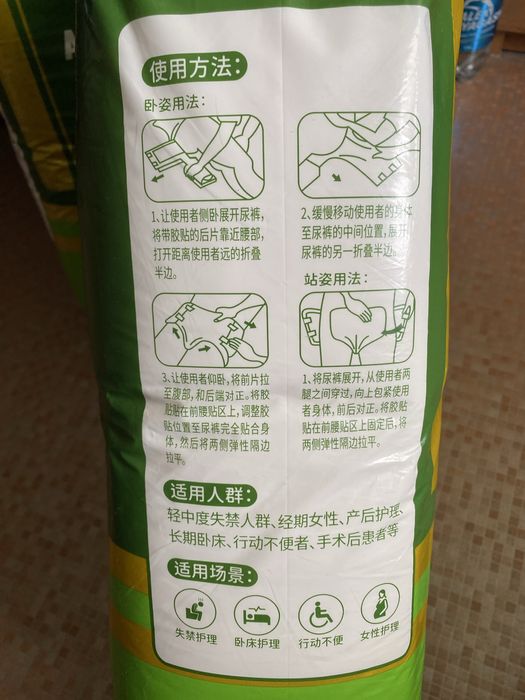 使用方法：
卧姿用法：
1、让使用者侧卧展开尿裤，
将带胶贴的后片靠近腰部，
打开距离使用者远的折叠
半边。
2、缓慢移动使用者的身体
至尿裤的中间位置，展开
尿裤的另一折叠半边。
3、让使用者仰卧，将前片拉
至腹部，和后端对正。将胶
贴贴在前腰贴区上，调整胶
贴位置至尿裤完全贴合身
体，然后将两侧弹性隔边
拉平。
站姿用法：
1、将尿裤展开，从使用者两
腿之间穿过，向上包紧使用
者身体，前后对正。将胶贴
贴在前腰贴区上固定后，将
两侧弹性隔边拉平。
适用人群：
轻中度失禁人群、经期女性、产后护理、
长期卧床、行动不便者、手术后患者等
适用场景：
失禁护理
卧床护理
行动不便
女性护理